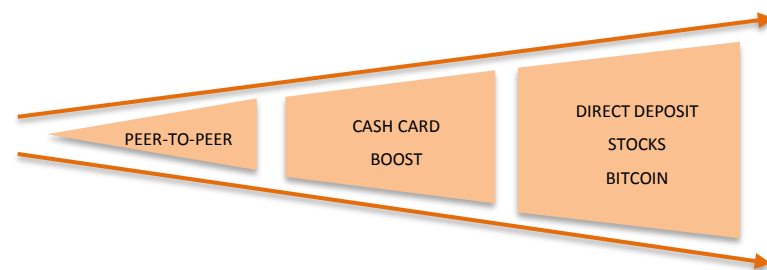 PEER-TO-PEER
CASH CARD
BOOST
DIRECT DEPOSIT
STOCKS
BITCOIN